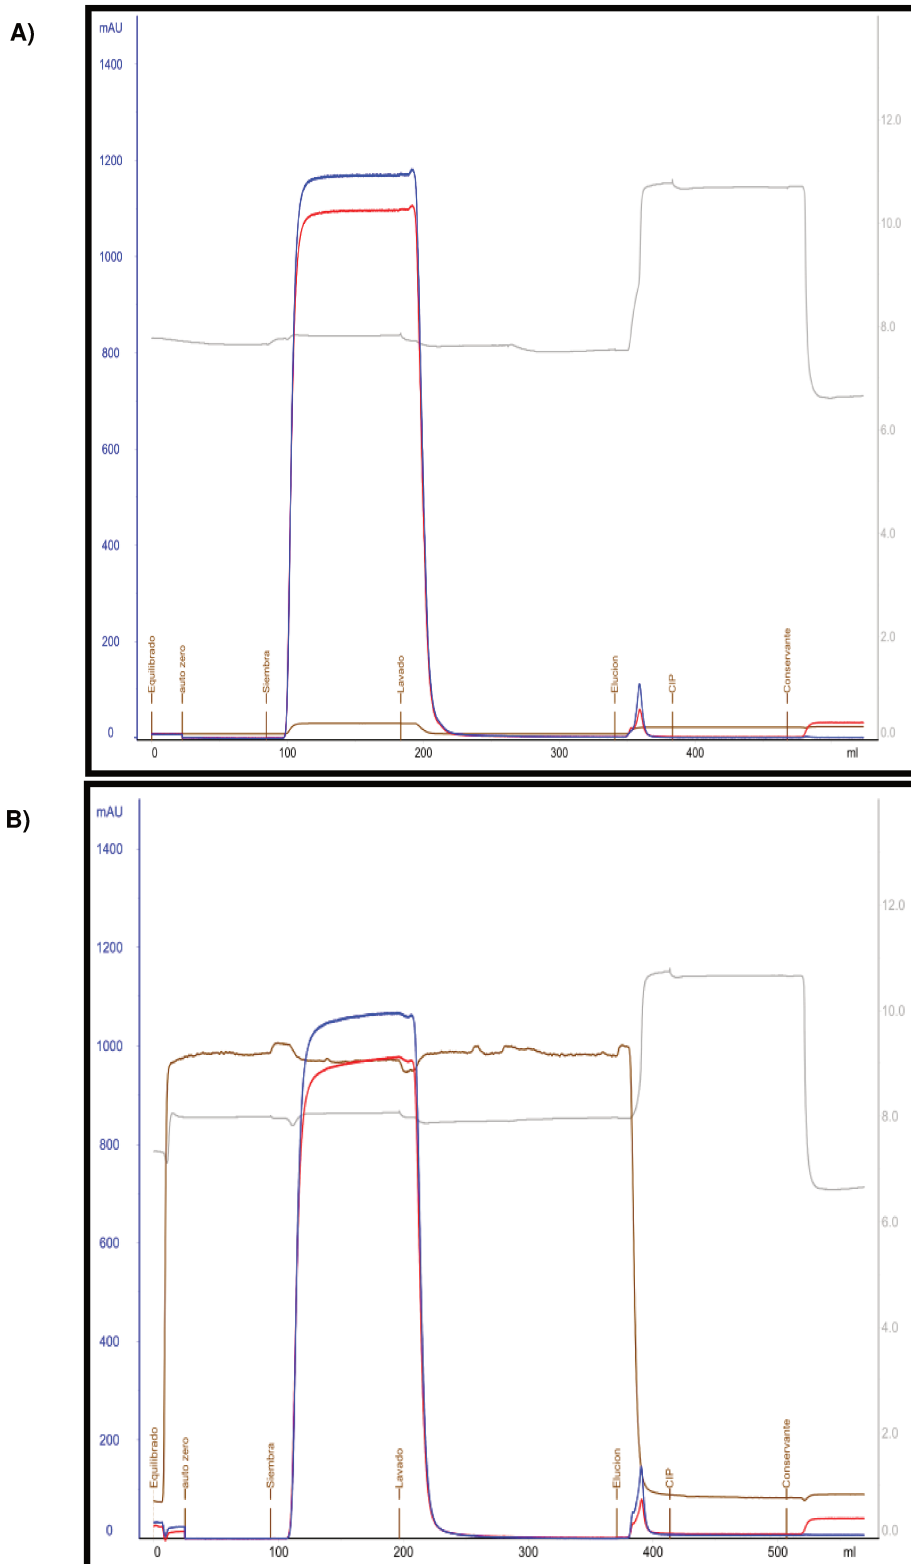 A)
mAU
1400
1200
1000
800
600
400
200
0
12.0
10.0
8.0
6.0
4.0
2.0
0.0
Equilibrado
auto zero
Siembra
Lavado
Elucion
CIP
Conservante
0 100 200 300 400 ml
B)
mAU
1400
1200
1000
800
600
400
200
0
12.0
10.0
8.0
6.0
4.0
2.0
0.0
Equilibrado
auto zero
Siembra
Lavado
Elucion
CIP
Conservante
0 100 200 300 400 500 ml